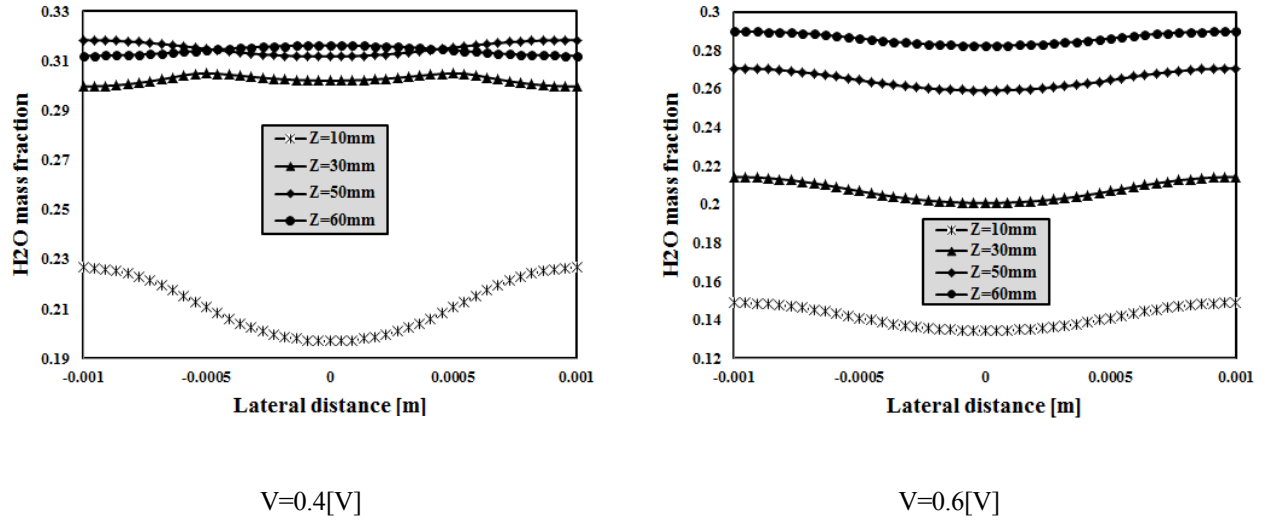 0.33
0.31
0.29
0.27
0.25
0.23
0.21
0.19
H2O mass fraction
Z=10mm
Z=30mm
Z=50mm
Z=60mm
-0.001 -0.0005 0 0.0005 0.001
Lateral distance [m]
0.3
0.28
0.26
0.24
0.22
0.2
0.18
0.16
0.14
0.12
H2O mass fraction
Z=10mm
Z=30mm
Z=50mm
Z=60mm
-0.001 -0.0005 0 0.0005 0.001
Lateral distance [m]
V=0.4[V] V=0.6[V]